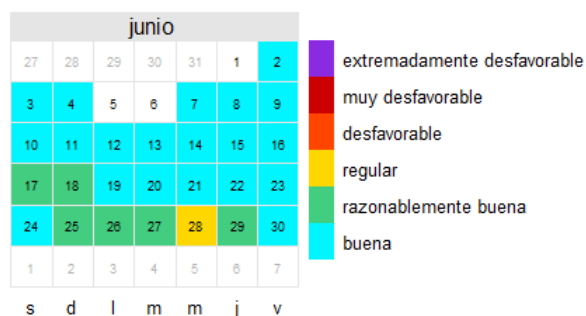 junio
27 28 29 30 31 1 2
3 4 5 6 7 8 9
10 11 12 13 14 15 16
17 18 19 20 21 22 23
24 25 26 27 28 29 30
1 2 3 4 5 6 7
s d l m m j v
extremadamente desfavorable
muy desfavorable
desfavorable
regular
razonablemente buena
buena